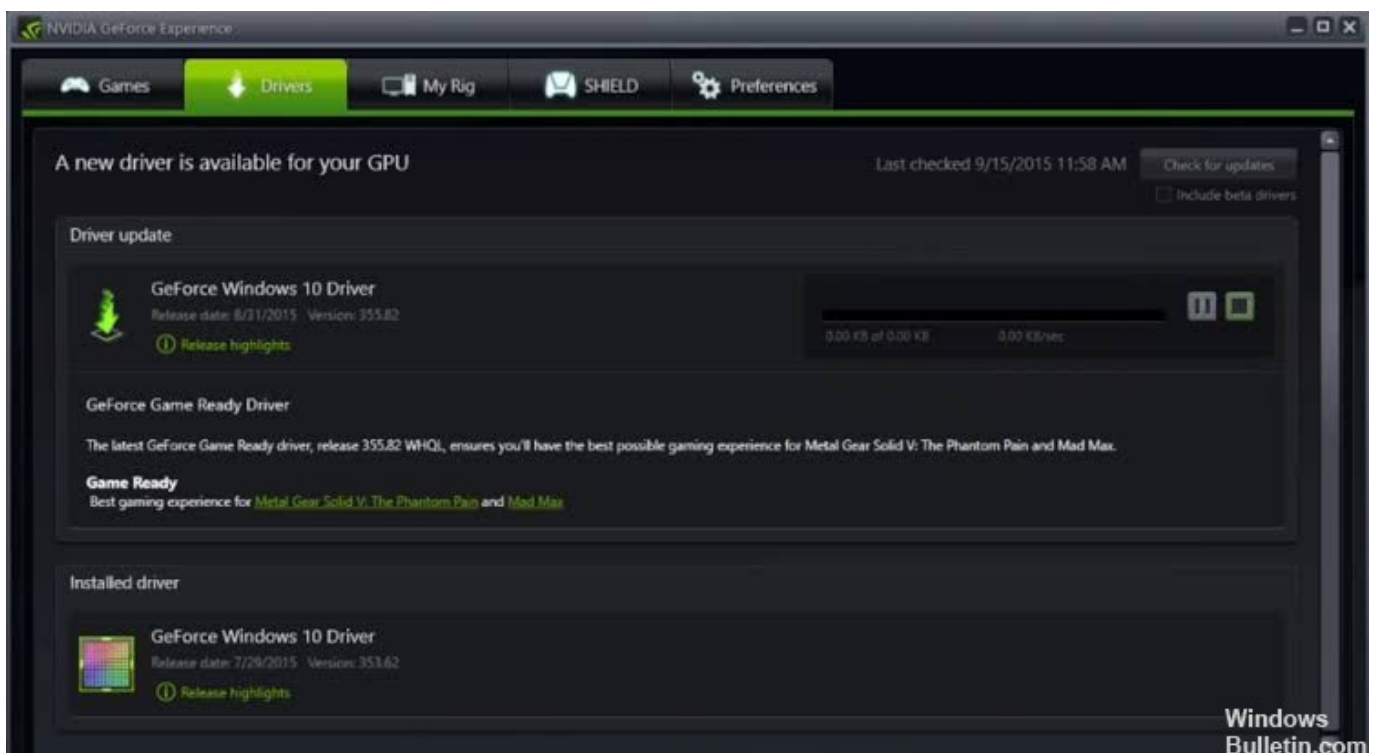 NVIDIA GeForce Experience
Games
Drivers
My Rig
SHIELD
Preferences
A new driver is available for your GPU
Last checked 9/15/2015 11:58 AM
Check for updates
Include beta drivers
Driver update
GeForce Windows 10 Driver
Release date: 8/31/2015 Version: 355.82
Release highlights
0.00 KB of 0.00 KB
0.00 KB/sec
GeForce Game Ready Driver
The latest GeForce Game Ready driver, release 355.82 WHQL, ensures you'll have the best possible gaming experience for Metal Gear Solid V: The Phantom Pain and Mad Max.
Game Ready
Best gaming experience for Metal Gear Solid V: The Phantom Pain and Mad Max
Installed driver
GeForce Windows 10 Driver
Release date: 7/29/2015 Version: 353.62
Release highlights
Windows
Bulletin.com